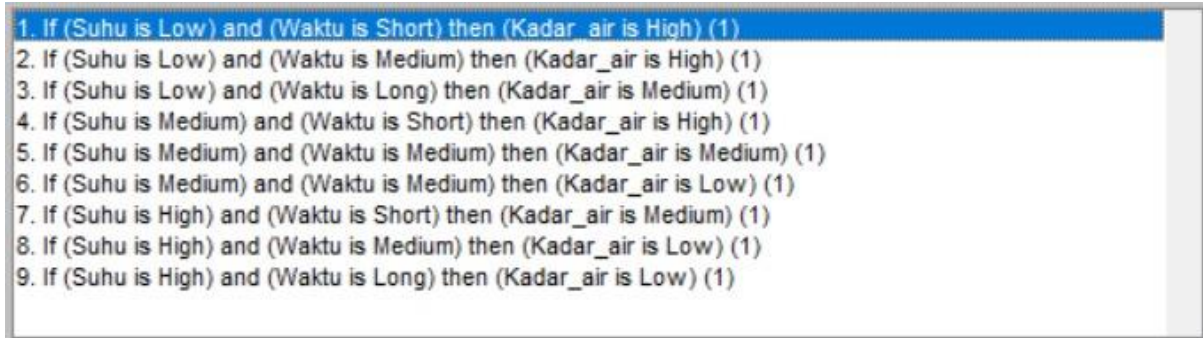 1. If (Suhu is Low) and (Waktu is Short) then (Kadar_air is High) (1)
2. If (Suhu is Low) and (Waktu is Medium) then (Kadar_air is High) (1)
3. If (Suhu is Low) and (Waktu is Long) then (Kadar_air is Medium) (1)
4. If (Suhu is Medium) and (Waktu is Short) then (Kadar_air is High) (1)
5. If (Suhu is Medium) and (Waktu is Medium) then (Kadar_air is Medium) (1)
6. If (Suhu is Medium) and (Waktu is Medium) then (Kadar_air is Low) (1)
7. If (Suhu is High) and (Waktu is Short) then (Kadar_air is Medium) (1)
8. If (Suhu is High) and (Waktu is Medium) then (Kadar_air is Low) (1)
9. If (Suhu is High) and (Waktu is Long) then (Kadar_air is Low) (1)